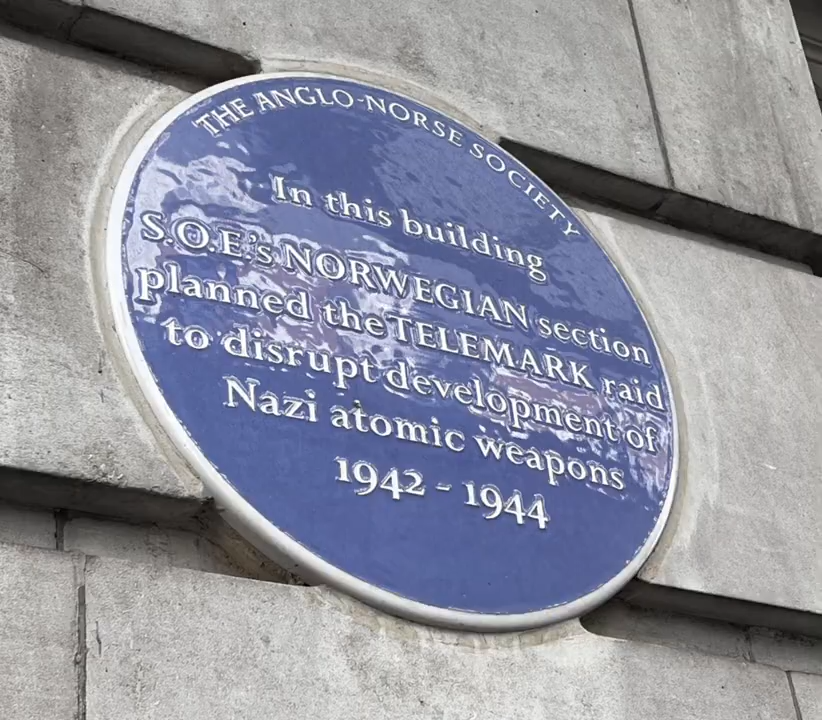 THE ANGLO-NORSE SOCIETY
In this building
S.O.E.'s NORWEGIAN section
planned the TELEMARK raid
to disrupt development of
Nazi atomic weapons
1942 - 1944